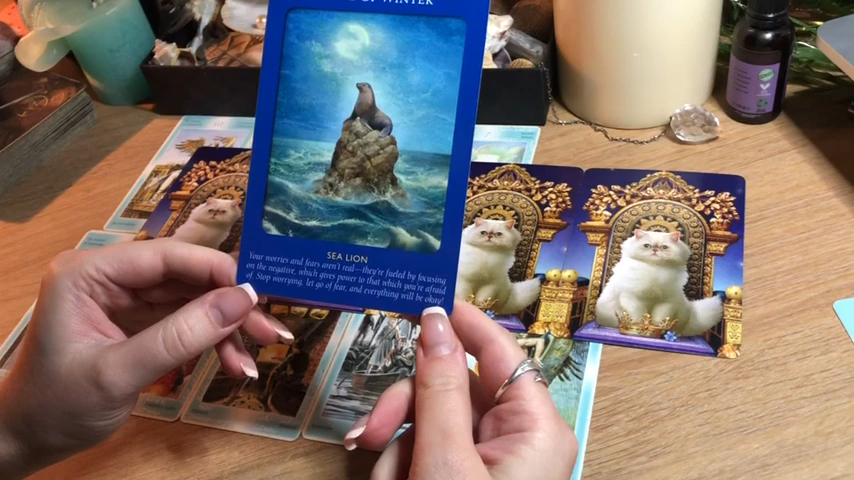 OF WINTER
SEA LION
Your worries and fears aren't real—they're fueled by focusing
on the negative, which gives power to that which you're afraid
of. Stop worrying, let go of fear, and everything will be okay!